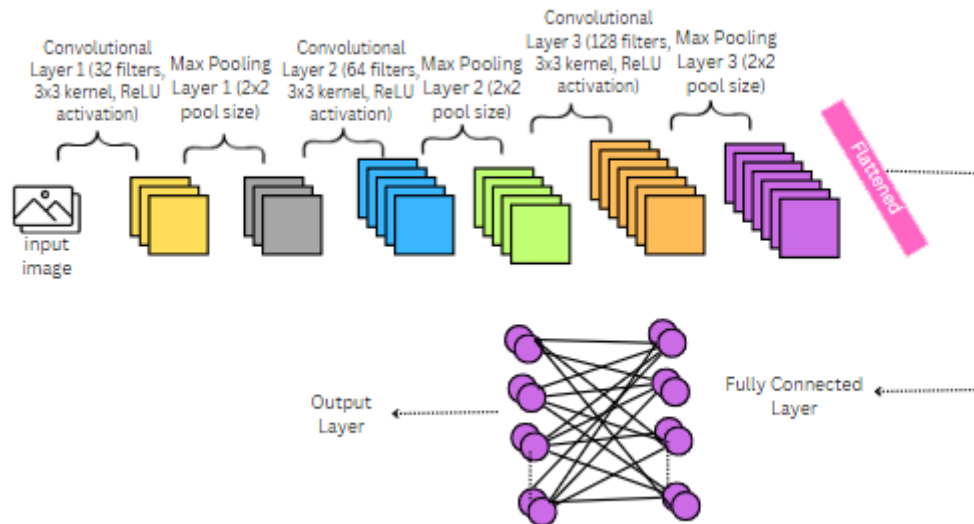 Convolutional
Layer 1 (32 filters,
3x3 kernel, ReLU
activation)
Max Pooling
Layer 1 (2x2
pool size)
Convolutional
Layer 2 (64 filters,
3x3 kernel, ReLU
activation)
Max Pooling
Layer 2 (2x2
pool size)
Convolutional
Layer 3 (128 filters,
3x3 kernel, ReLU
activation)
Max Pooling
Layer 3 (2x2
pool size)
input
image
Flattened
Output
Layer
Fully Connected
Layer